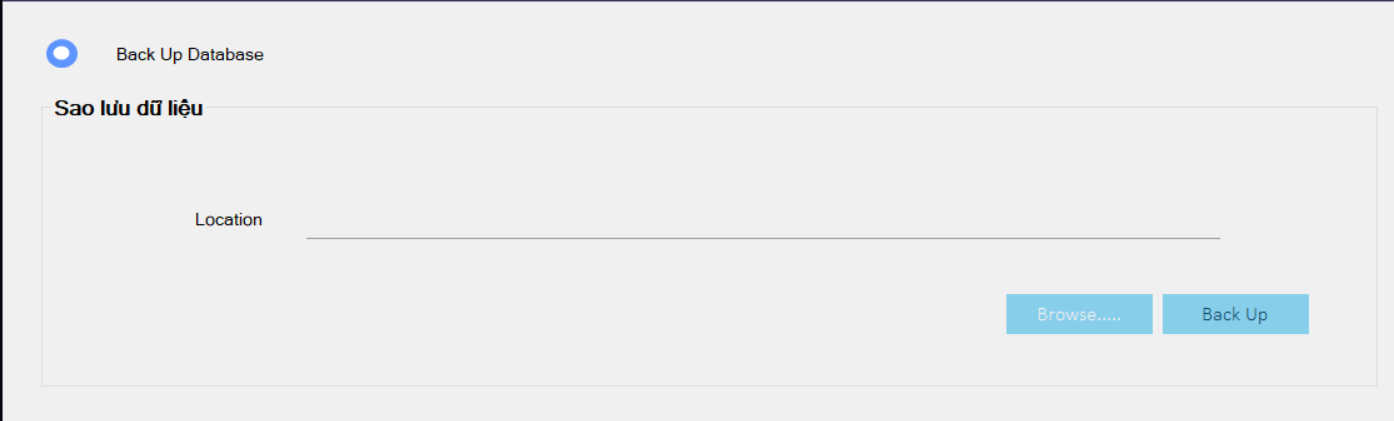 Back Up Database
Sao lưu dữ liệu
Location
Browse.....
Back Up